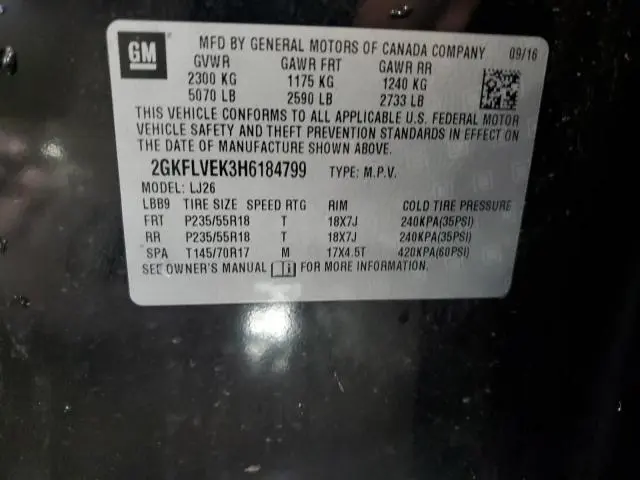 GM
MFD BY GENERAL MOTORS OF CANADA COMPANY 09/16
GVWR GAWR FRT GAWR RR
2300 KG 1175 KG 1240 KG
5070 LB 2590 LB 2733 LB
THIS VEHICLE CONFORMS TO ALL APPLICABLE U.S. FEDERAL MOTOR
VEHICLE SAFETY AND THEFT PREVENTION STANDARDS IN EFFECT ON
THE DATE OF MANUFACTURE SHOWN ABOVE.
2GKFLVEK3H6184799 TYPE: M.P.V.
MODEL: LJ26
LBB9 TIRE SIZE SPEED RTG RIM COLD TIRE PRESSURE
FRT P235/55R18 T 18X7J 240KPA(35PSI)
RR P235/55R18 T 18X7J 240KPA(35PSI)
SPA T145/70R17 M 17X4.5T 420KPA(60PSI)
SEE OWNER'S MANUAL FOR MORE INFORMATION.